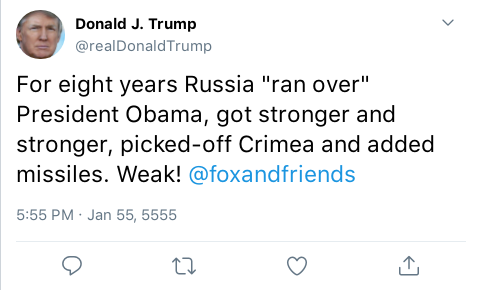 Donald J. Trump
@realDonaldTrump
For eight years Russia "ran over"
President Obama, got stronger and
stronger, picked-off Crimea and added
missiles. Weak! @foxandfriends
5:55 PM · Jan 55, 5555